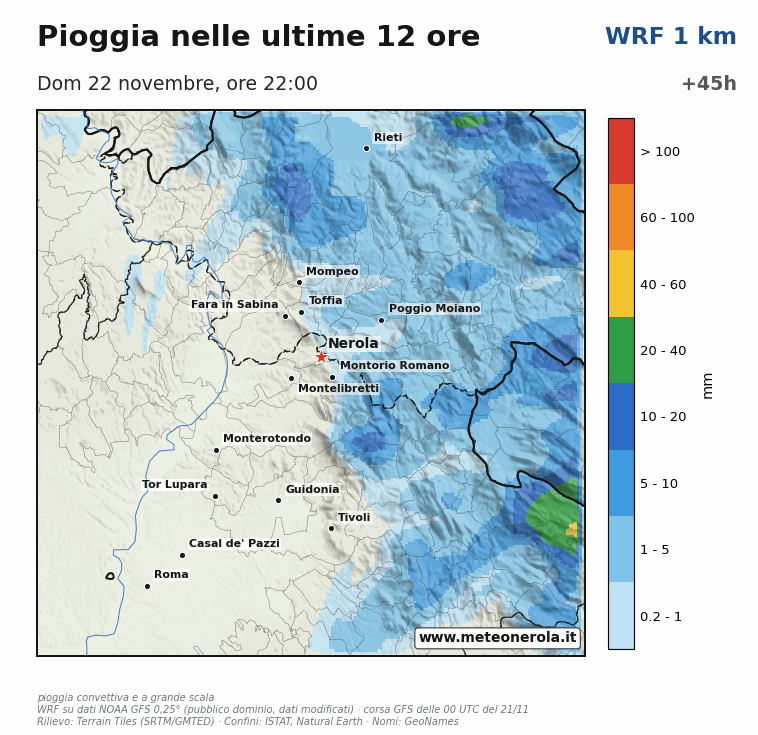 Pioggia nelle ultime 12 ore
WRF 1 km
Dom 22 novembre, ore 22:00
+45h
Rieti
Mompeo
Fara in Sabina
Toffia
Poggio Moiano
Nerola
Montorio Romano
Montelibretti
Monterotondo
Tor Lupara
Guidonia
Tivoli
Casal de' Pazzi
Roma
www.meteonerola.it
> 100
60 - 100
40 - 60
20 - 40
10 - 20
5 - 10
1 - 5
0.2 - 1
mm
pioggia convettiva e a grande scala
WRF su dati NOAA GFS 0,25° (pubblico dominio, dati modificati) · corsa GFS delle 00 UTC del 21/11
Rilievo: Terrain Tiles (SRTM/GMTED) · Confini: ISTAT, Natural Earth · Nomi: GeoNames